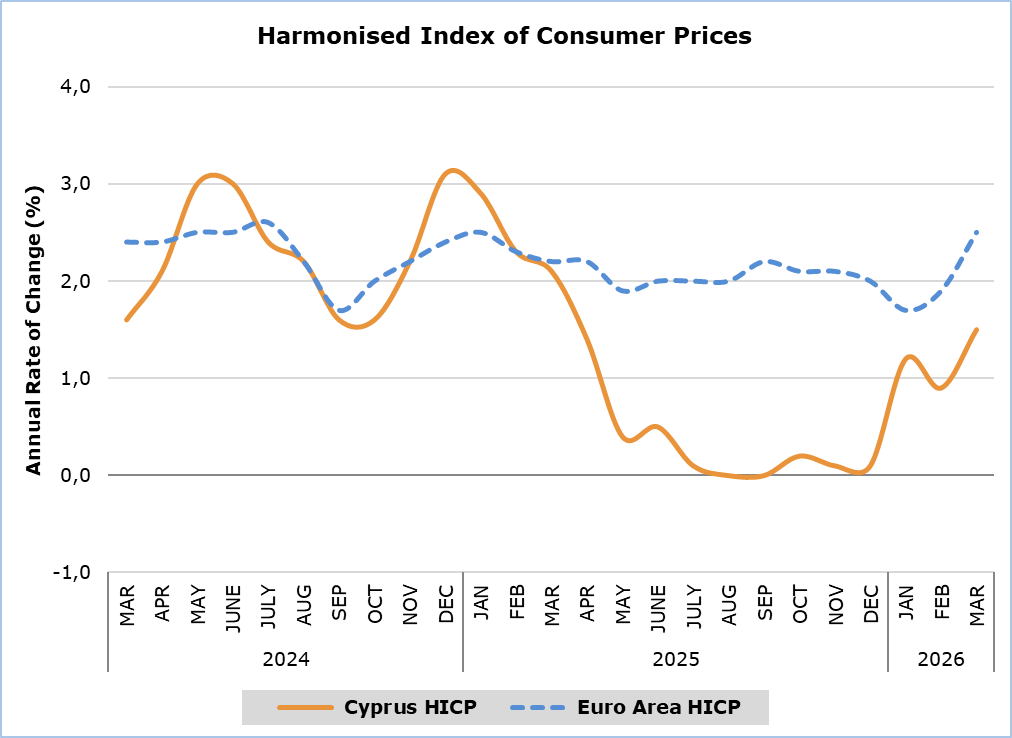 Harmonised Index of Consumer Prices
Annual Rate of Change (%)
4,0
3,0
2,0
1,0
0,0
-1,0
MAR APR MAY JUNE JULY AUG SEP OCT NOV DEC JAN FEB MAR APR MAY JUNE JULY AUG SEP OCT NOV DEC JAN FEB MAR
2024 2025 2026
Cyprus HICP Euro Area HICP